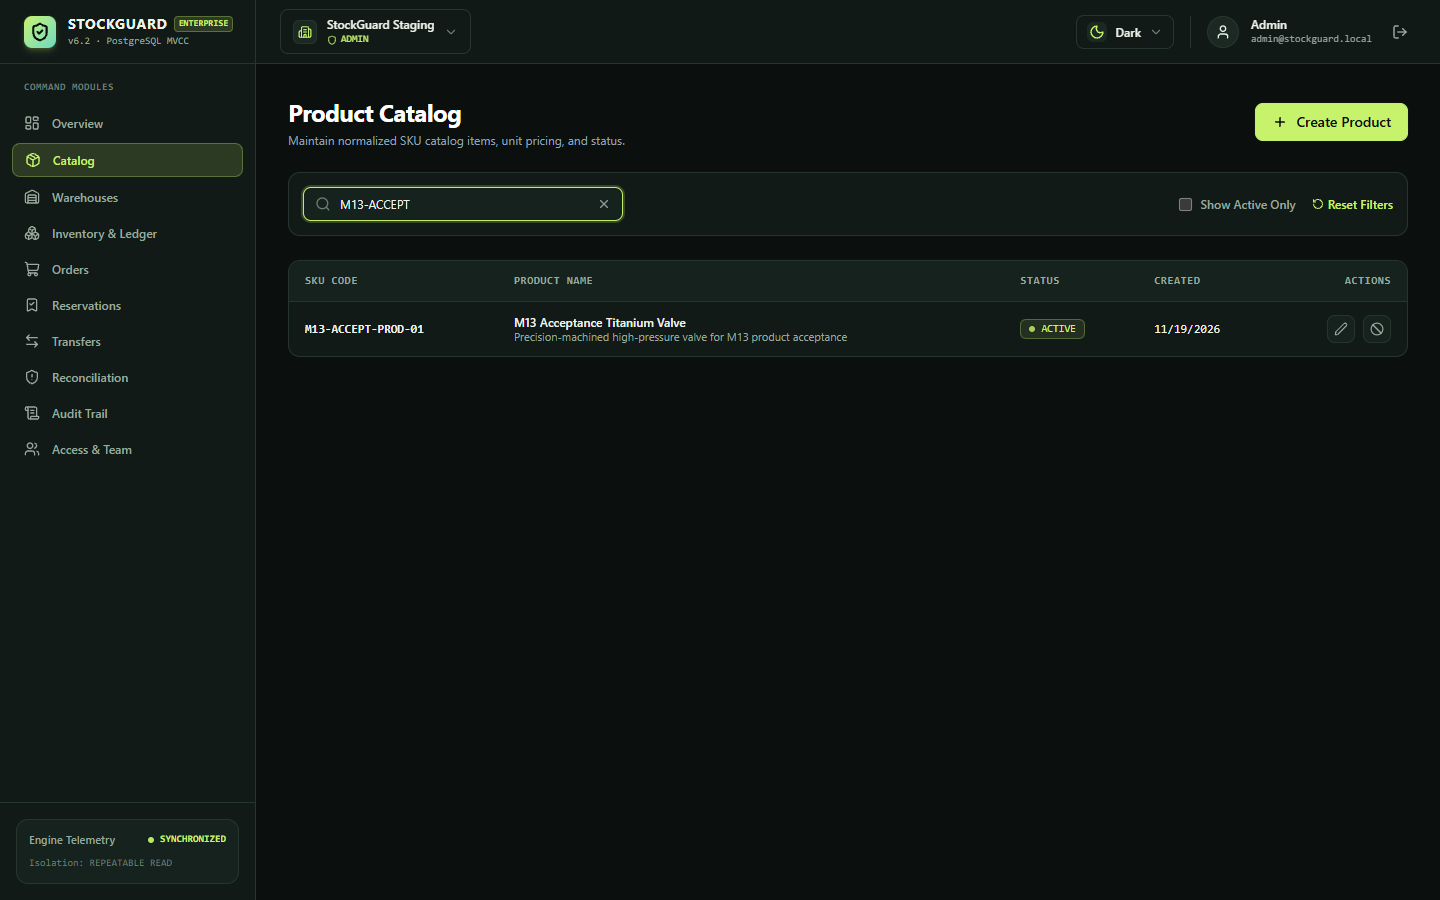 STOCKGUARD ENTERPRISE
v6.2 · PostgreSQL MVCC
StockGuard Staging
ADMIN
Dark
Admin
admin@stockguard.local
COMMAND MODULES
Overview
Catalog
Warehouses
Inventory & Ledger
Orders
Reservations
Transfers
Reconciliation
Audit Trail
Access & Team
Engine Telemetry SYNCHRONIZED
Isolation: REPEATABLE READ
Product Catalog
Maintain normalized SKU catalog items, unit pricing, and status.
Create Product
M13-ACCEPT
Show Active Only Reset Filters
SKU CODE PRODUCT NAME STATUS CREATED ACTIONS
M13-ACCEPT-PROD-01 M13 Acceptance Titanium Valve ACTIVE 11/19/2026
Precision-machined high-pressure valve for M13 product acceptance